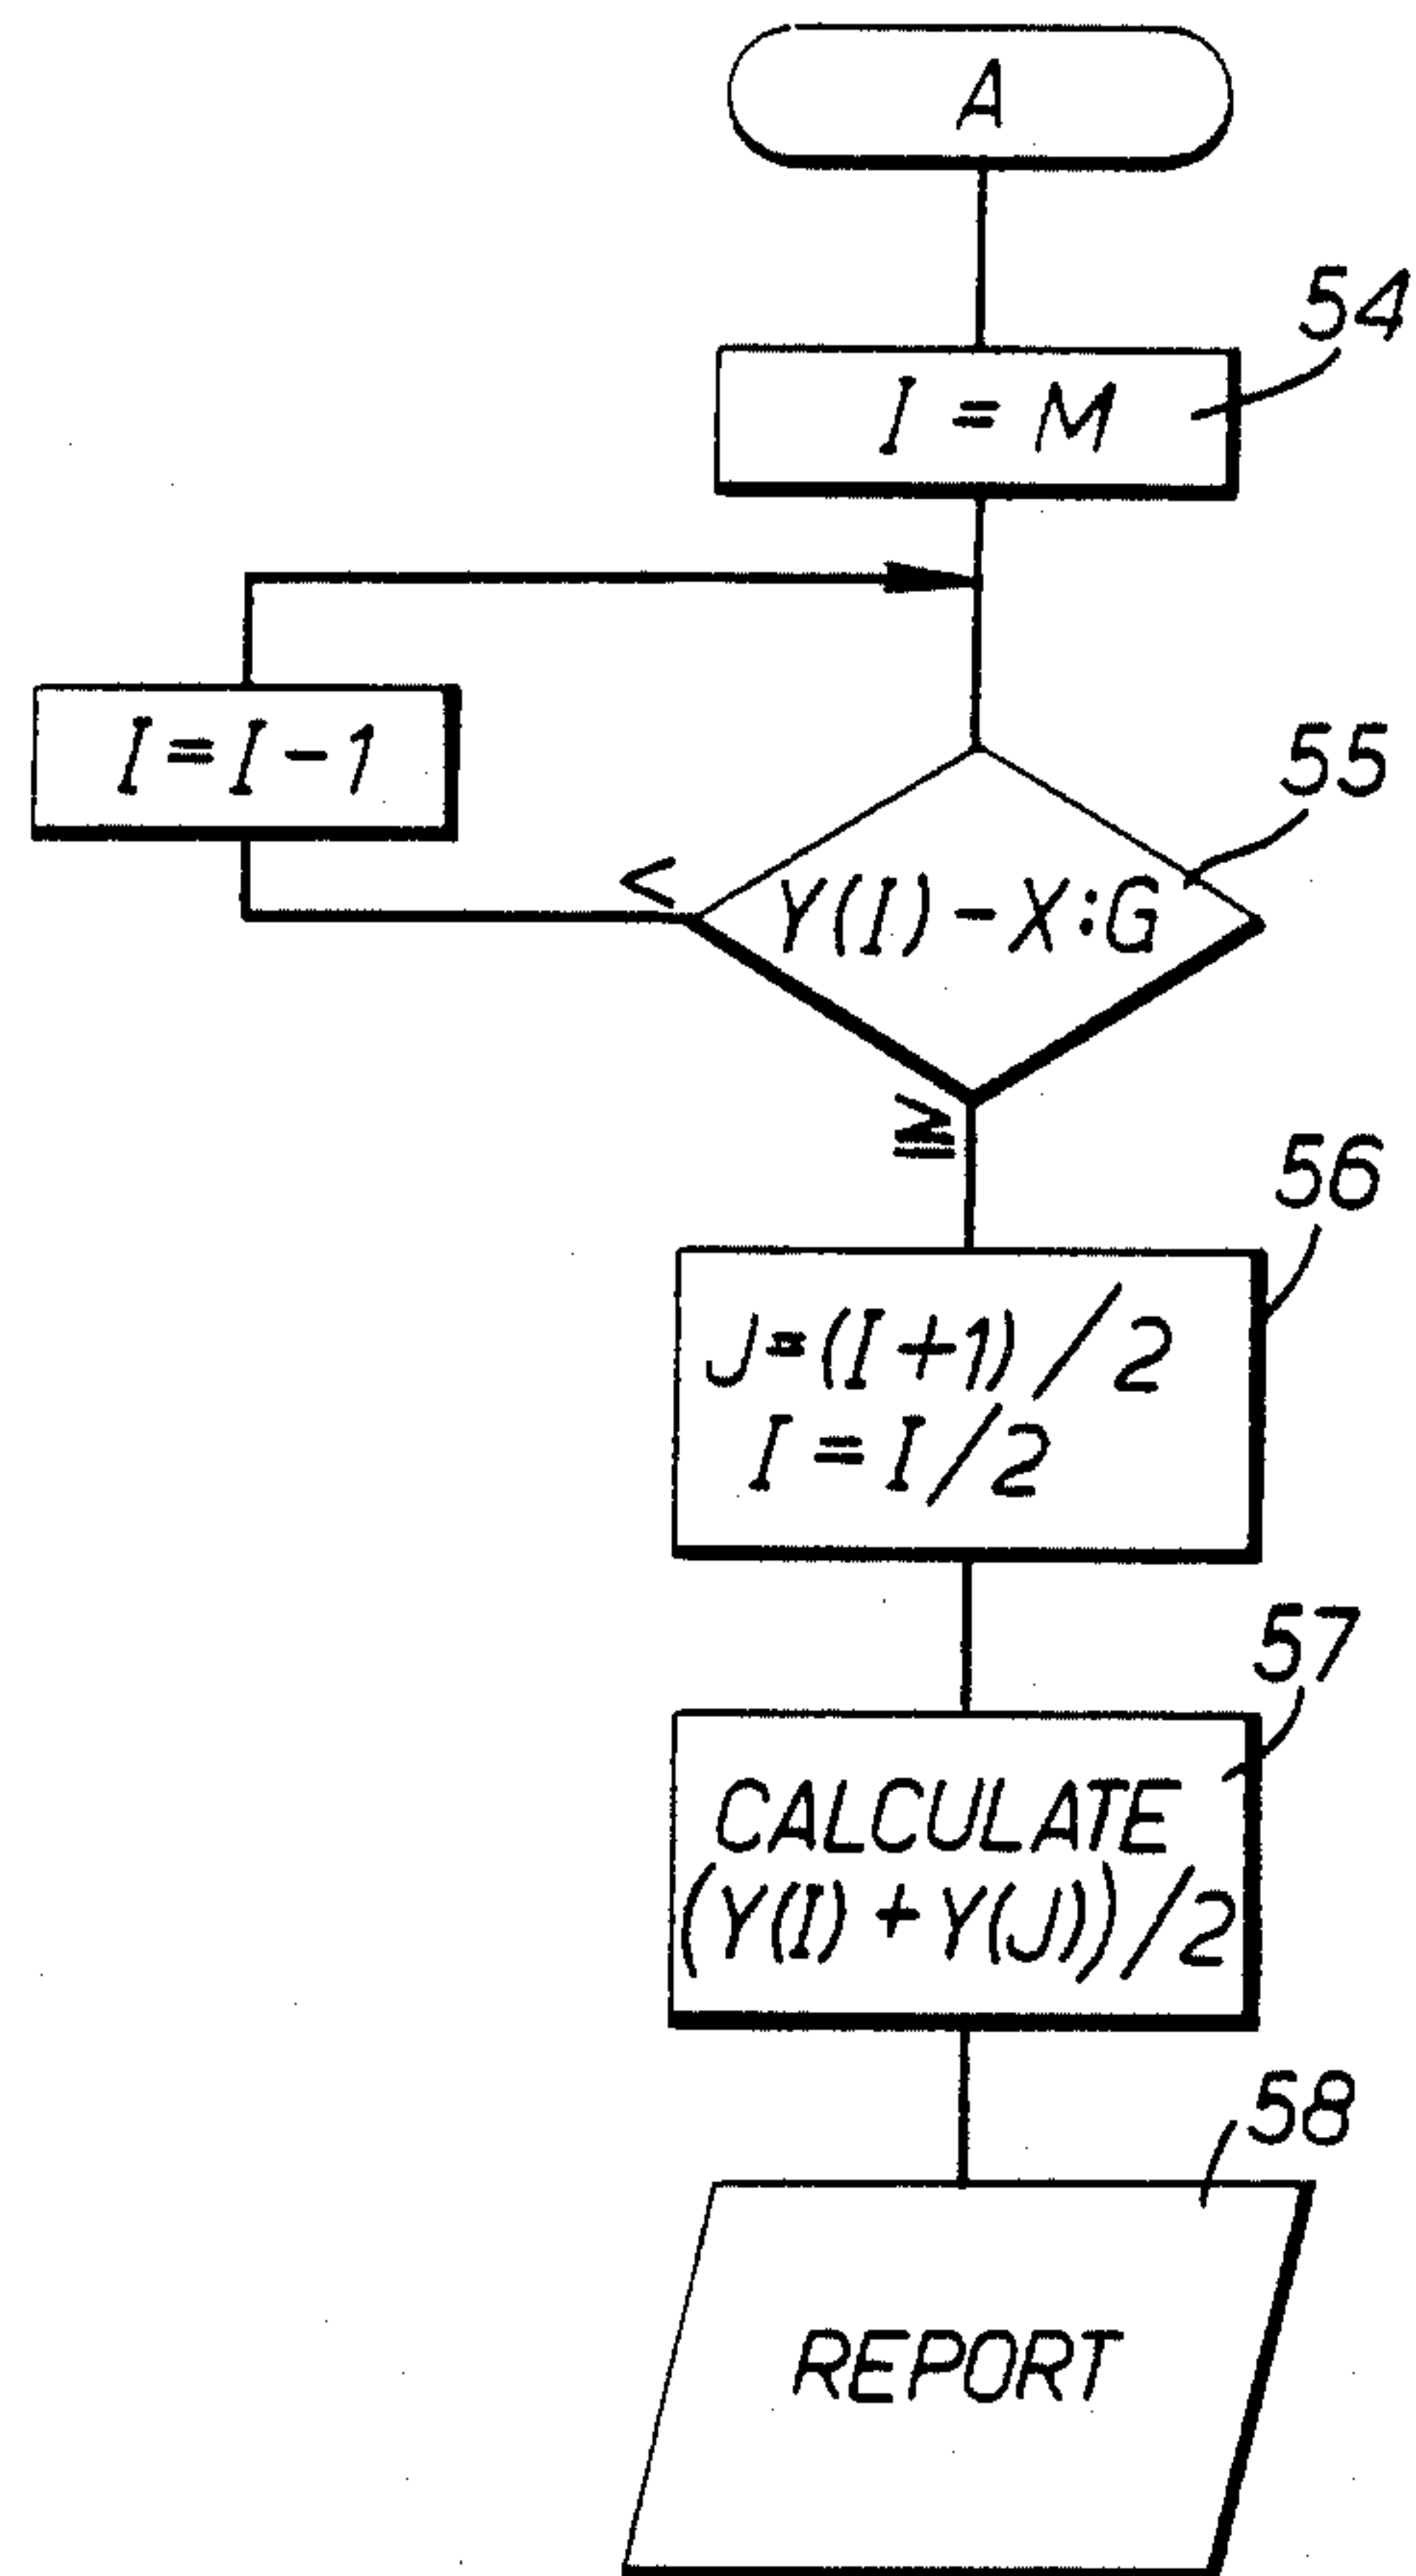 A
54
I = M
I = I - 1
55
<
Y(I) - X : G
≧
56
J = (I + 1) / 2
I = I / 2
57
CALCULATE
(Y(I) + Y(J)) / 2
58
REPORT